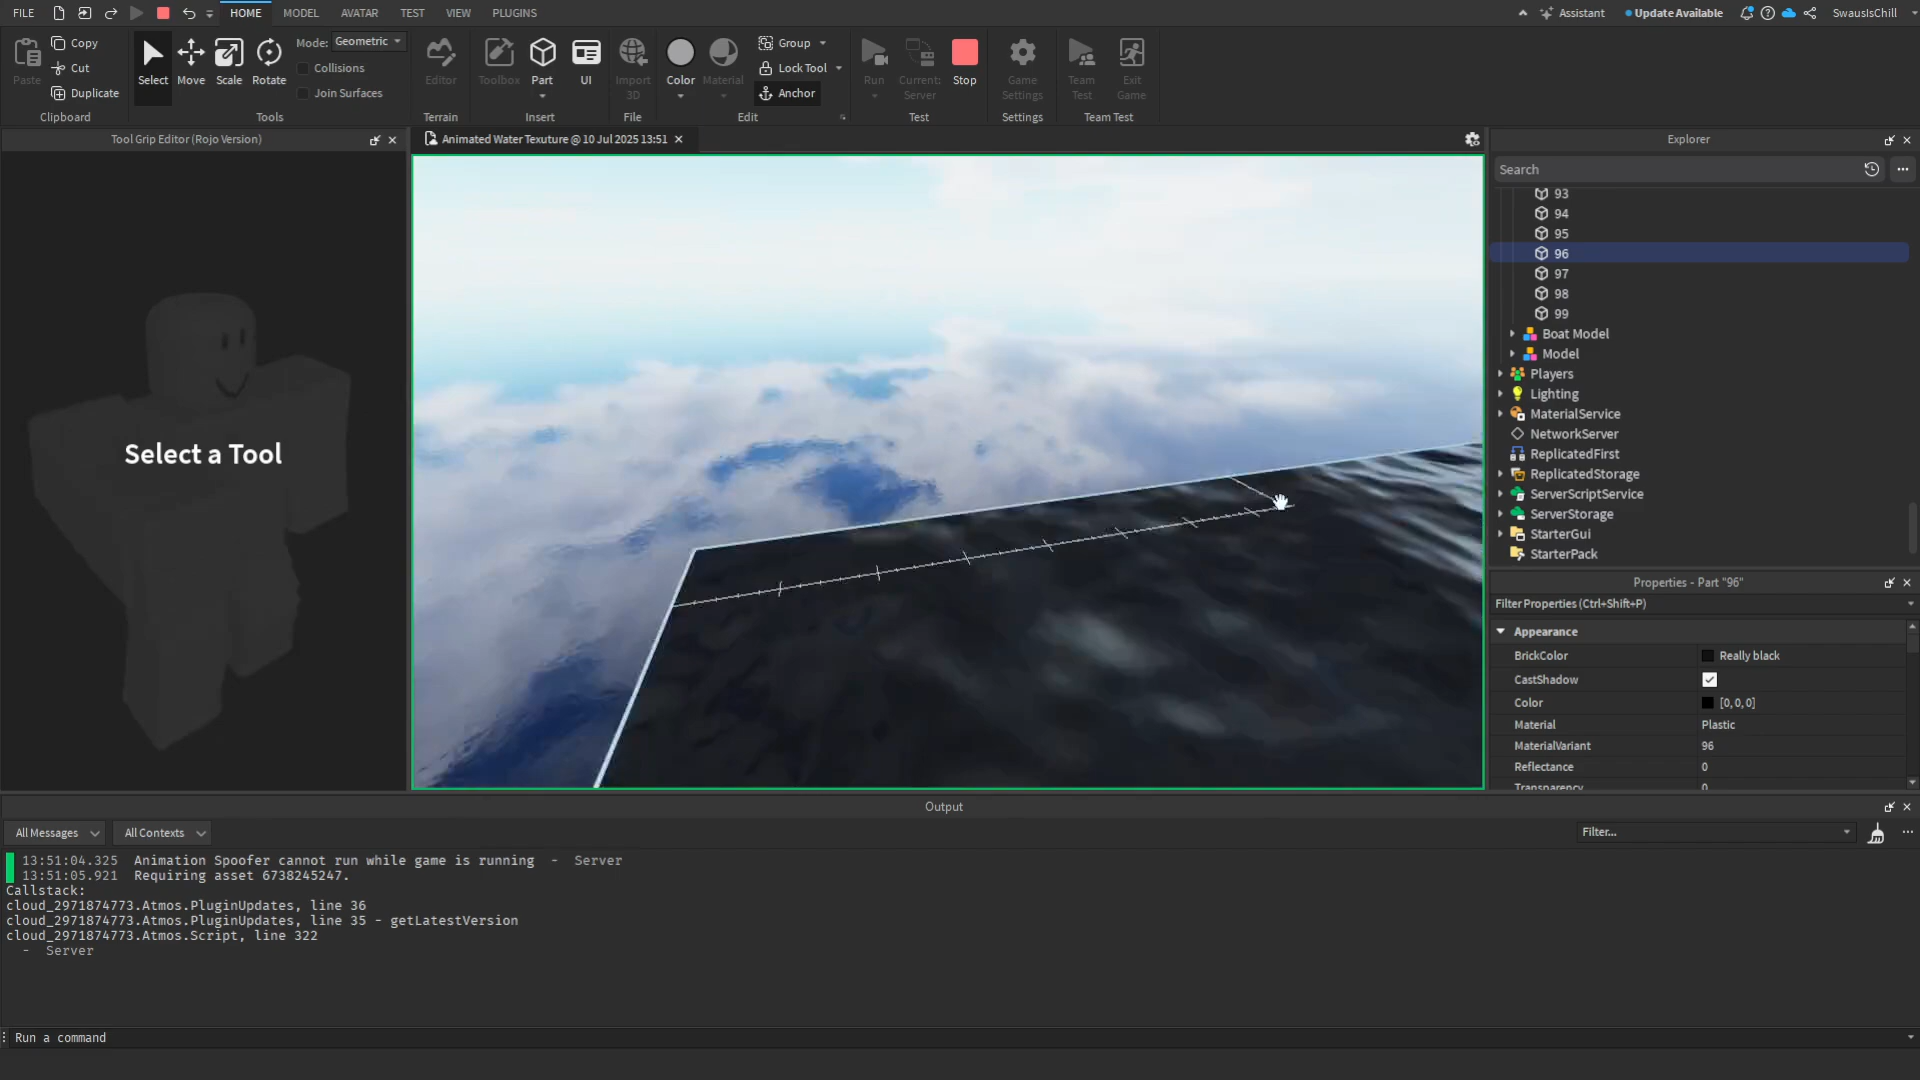 FILE
HOME
MODEL
AVATAR
TEST
VIEW
PLUGINS
Assistant
Update Available
SwausIsChill
Paste
Copy
Cut
Duplicate
Clipboard
Select
Move
Scale
Rotate
Mode: Geometric
Collisions
Join Surfaces
Tools
Editor
Terrain
Toolbox
Part
UI
Insert
Import
3D
File
Color
Material
Group
Lock Tool
Anchor
Edit
Run
Current:
Server
Stop
Test
Game
Settings
Settings
Team
Test
Exit
Game
Team Test
Tool Grip Editor (Rojo Version)
Select a Tool
Animated Water Texuture @ 10 Jul 2025 13:51
Explorer
Search
93
94
95
96
97
98
99
Boat Model
Model
Players
Lighting
MaterialService
NetworkServer
ReplicatedFirst
ReplicatedStorage
ServerScriptService
ServerStorage
StarterGui
StarterPack
Properties - Part "96"
Filter Properties (Ctrl+Shift+P)
Appearance
BrickColor Really black
CastShadow
Color [0, 0, 0]
Material Plastic
MaterialVariant 96
Reflectance 0
Transparency 0
Output
All Messages
All Contexts
Filter...
13:51:04.325 Animation Spoofer cannot run while game is running - Server
13:51:05.921 Requiring asset 6738245247.
Callstack:
cloud_2971874773.Atmos.PluginUpdates, line 36
cloud_2971874773.Atmos.PluginUpdates, line 35 - getLatestVersion
cloud_2971874773.Atmos.Script, line 322
- Server
Run a command